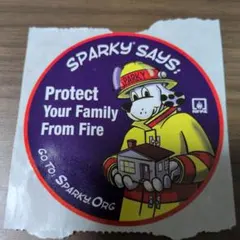 SPARKY SAYS:
SPARKY
Protect
Your Family
From Fire
GO TO: SPARKY.ORG